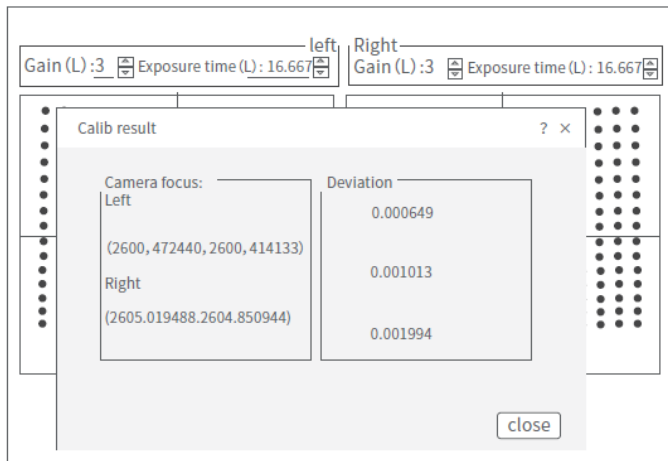 left
Right
Gain (L) :3 Exposure time (L) : 16.667
Gain (L) :3 Exposure time (L) : 16.667
Calib result ? ×
Camera focus:
Left
(2600,472440,2600,414133)
Right
(2605.019488.2604.850944)
Deviation
0.000649
0.001013
0.001994
close